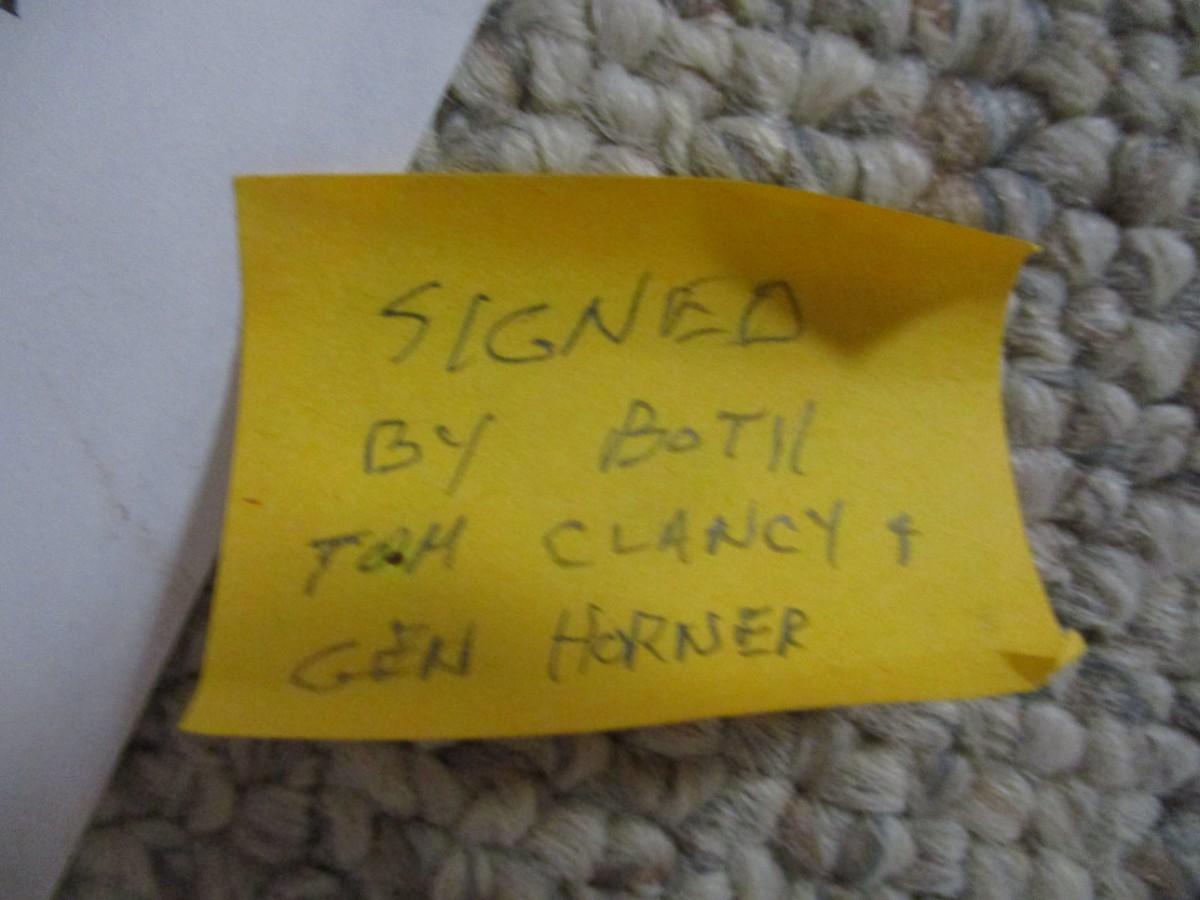 SIGNED
BY BOTH
TOM CLANCY &
GEN HORNER